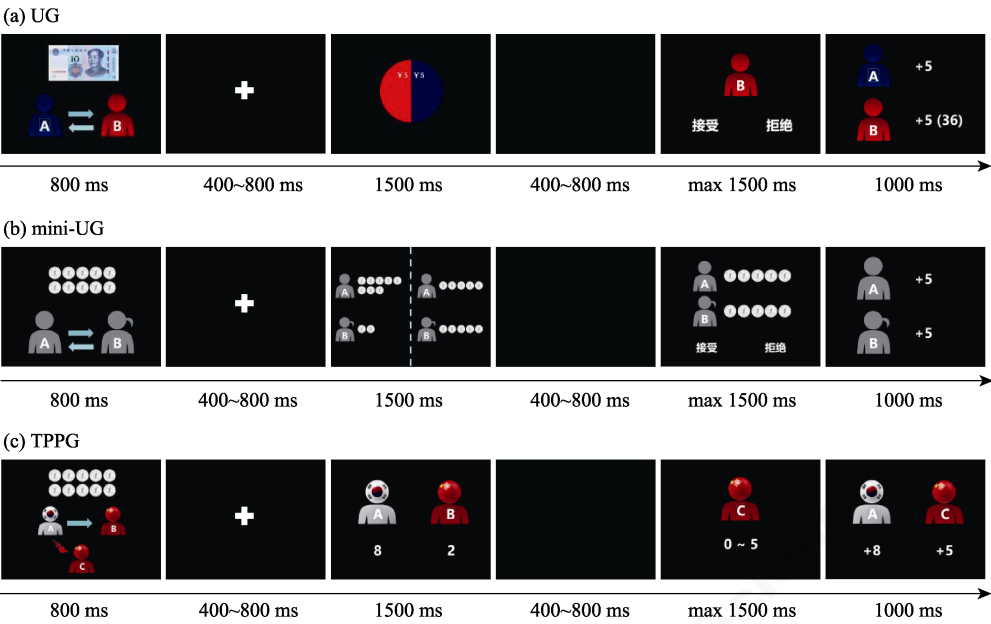 (a) UG
10
A B
¥5 ¥5
B
接受 拒绝
A +5
B +5 (36)
800 ms 400~800 ms 1500 ms 400~800 ms max 1500 ms 1000 ms
(b) mini-UG
A B
A A
B B
A
B
接受 拒绝
A +5
B +5
800 ms 400~800 ms 1500 ms 400~800 ms max 1500 ms 1000 ms
(c) TPPG
A B
C
A B
8 2
C
0 ~ 5
A C
+8 +5
800 ms 400~800 ms 1500 ms 400~800 ms max 1500 ms 1000 ms